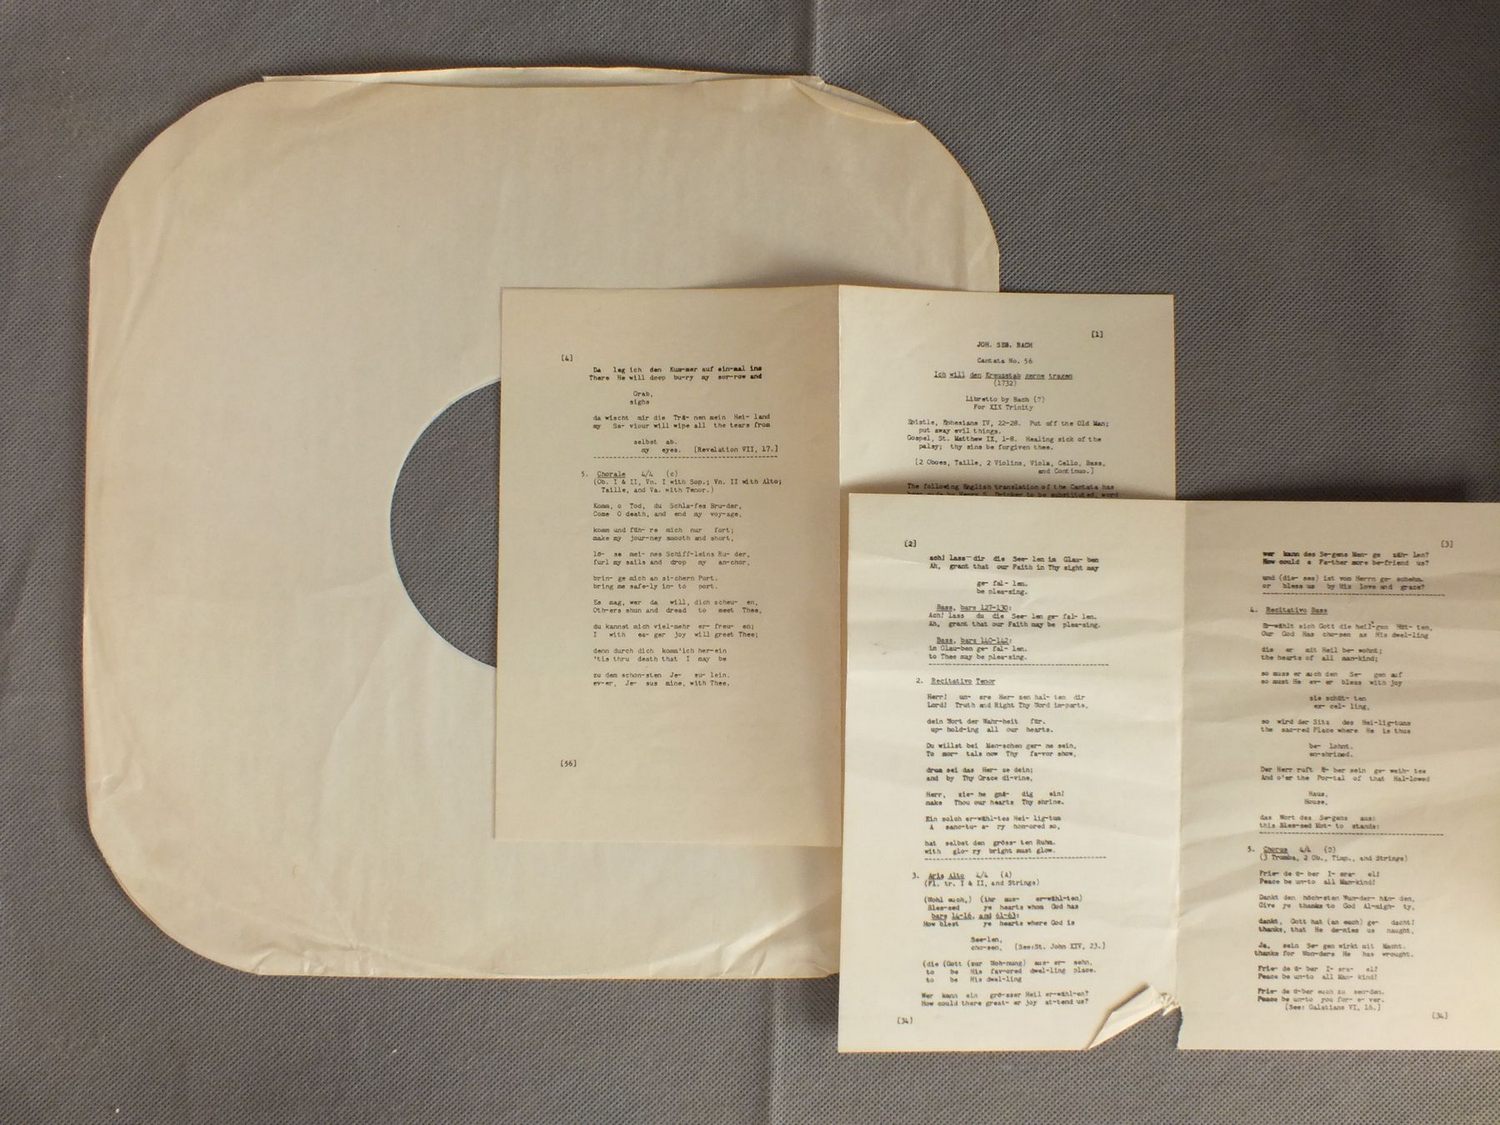 [4]
Da leg ich den Kum-mer auf ein-mal ins
There He will deep bu-ry my sor-row and
Grab,
sighs
da wischt mir die Trä- nen mein Hei- land
my Sa- viour will wipe all the tears from
selbst ab.
my eyes. [Revelation VII, 17.]
5. Chorale 4/4 (c)
(Ob. I & II, Vn. I with Sop.; Vn. II with Alto;
Taille, and Va. with Tenor.)
Komm, o Tod, du Schla-fes Bru-der,
Come O death, and end my voy-age,
komm und füh- re mich nur fort;
make my jour-ney smooth and short,
lö- se mei- nes Schiff-leins Ru- der,
furl my sails and drop my an-chor,
brin- ge mich an si-chern Port.
bring me safe-ly in- to port.
Es mag, wer da will, dich scheu- en,
Oth-ers shun and dread to meet Thee,
du kannst mich viel-mehr er- freu- en;
I with ea- ger joy will greet Thee;
denn durch dich komm'ich her-ein
'tis thru death that I may be
zu dem schon-sten Je- su- lein.
ev-er, Je- sus mine, with Thee.
[56]
[1]
JOH. SEB. BACH
Cantata No. 56
Ich will den Kreuzstab gerne tragen
(1732)
Libretto by Bach (?)
For XIX Trinity
Epistle, Ephesians IV, 22-28. Put off the Old Man;
put away evil things.
Gospel, St. Matthew IX, 1-8. Healing sick of the
palsy; thy sins be forgiven thee.
[2 Oboes, Taille, 2 Violins, Viola, Cello, Bass,
and Continuo.]
The following English translation of the Cantata has
[2]
ach! lass dir die See- len im Glau- ben
Ah, grant that our Faith in Thy sight may
ge- fal- len.
be plea-sing.
Bass, bars 127-130:
Ach! lass du die See- len ge- fal- len.
Ah, grant that our Faith may be plea-sing.
Bass, bars 140-142:
im Glau-ben ge- fal- len.
to Thee may be plea-sing.
2. Recitativo Tenor
Herr! un- sre Her- zen hal- ten dir
Lord! Truth and Right Thy Word im-parts,
dein Wort der Wahr-heit für.
up- hold-ing all our hearts.
Du willst bei Men-schen ger- ne sein,
To mor- tals now Thy fa-vor show,
drum sei das Her- ze dein;
and by Thy Grace di-vine,
Herr, zie- he gnä- dig ein!
make Thou our hearts Thy shrine.
Ein solch er-wähl-tes Hei- lig-tum
A sanc-tu- a- ry hon-ored so,
hat selbst den gröss- ten Ruhm.
with glo- ry bright must glow.
3. Aria Alto 4/4 (A)
(Fl. tr. I & II, and Strings)
(Wohl euch,) (ihr aus- er-wähl-ten)
Bles-sed ye hearts whom God has
bars 14-16, and 61-63:
How blest ye hearts where God is
See-len,
cho-sen, [See:St. John XIV, 23.]
(die (Gott (zur Woh-nung) aus- er- sehn.
to be His fav-ored dwel-ling place.
to be His dwel-ling
Wer kann ein grö-sser Heil er-wähl-en?
How could there great- er joy at-tend us?
[34]
[3]
wer kann des Se-gens Men- ge zäh- len?
How could a Fa-ther more be-friend us?
und (die- ses) ist vom Herrn ge- schehn.
or bless us by His love and grace?
4. Recitativo Bass
Er-wählt sich Gott die heil'-gen Hüt- ten,
Our God Has cho-sen as His dwel-ling
die er mit Heil be- wohnt;
the hearts of all man-kind;
so muss er auch den Se- gen auf
so must He ev- er bless with joy
sie schüt- ten
ex- cel- ling,
so wird der Sitz des Hei-lig-tums
the sac-red Place where He is thus
be- lohnt.
en-shrined.
Der Herr ruft ü- ber sein ge- weih- tes
And o'er the Por-tal of that Hal-lowed
Haus,
House,
das Wort des Se-gens aus:
this Bles-sed Mot- to stands:
5. Chorus 4/4 (D)
(3 Tromba, 2 Ob., Timp., and Strings)
Frie- de ü- ber I- sra- el!
Peace be un-to all Man-kind!
Dankt den höch-sten Wun-der- hän- den,
Give ye thanks to God Al-migh- ty,
dankt, Gott hat (an euch) ge- dacht!
thanks, that He de-nies us naught,
Ja, sein Se- gen wirkt mit Macht.
thanks for Won-ders He has wrought.
Frie- de ü- ber I- sra- el!
Peace be un-to all Man- kind!
Frie- de ü-ber euch zu sen-den.
Peace be un-to you for- e- ver.
[See: Galatians VI, 16.]
[34]